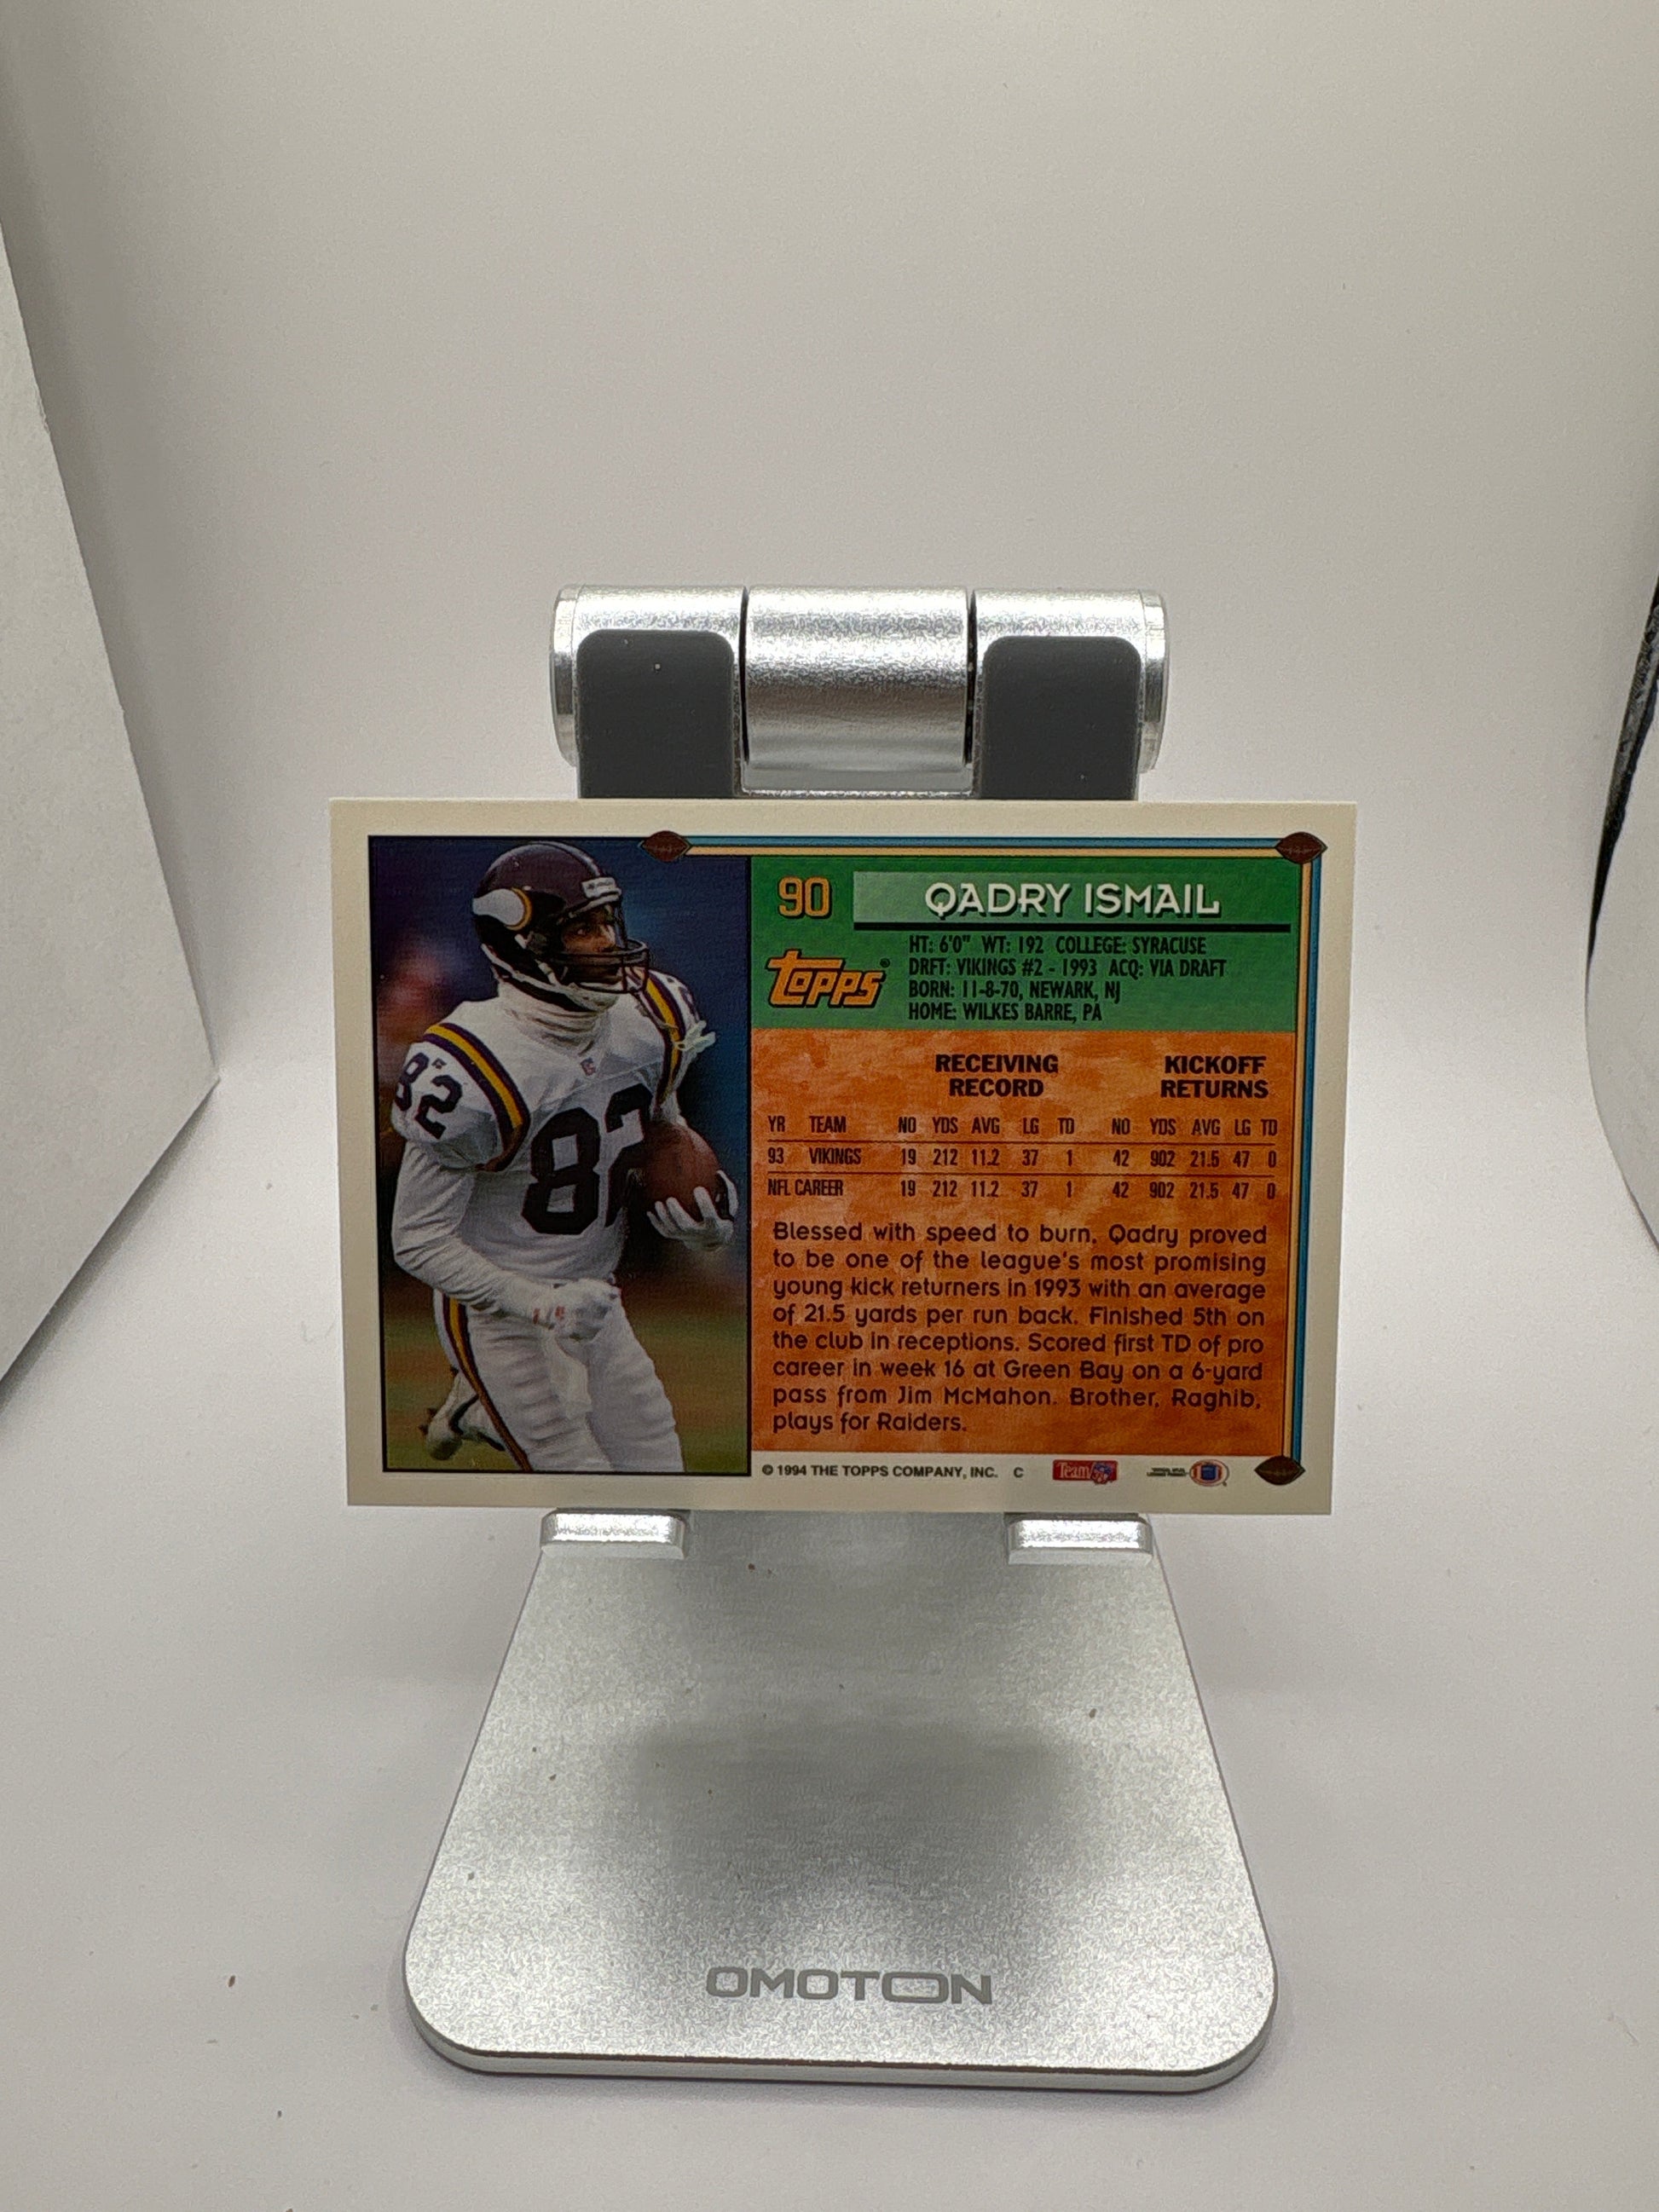 90
QADRY ISMAIL
Topps®
HT: 6'0" WT: 192 COLLEGE: SYRACUSE
DRFT: VIKINGS #2 - 1993 ACQ: VIA DRAFT
BORN: 11-8-70, NEWARK, NJ
HOME: WILKES BARRE, PA
RECEIVING RECORD
KICKOFF RETURNS
YR TEAM NO YDS AVG LG TD NO YDS AVG LG TD
93 VIKINGS 19 212 11.2 37 1 42 902 21.5 47 0
NFL CAREER 19 212 11.2 37 1 42 902 21.5 47 0
Blessed with speed to burn, Qadry proved
to be one of the league's most promising
young kick returners in 1993 with an average
of 21.5 yards per run back. Finished 5th on
the club in receptions. Scored first TD of pro
career in week 16 at Green Bay on a 6-yard
pass from Jim McMahon. Brother, Raghib,
plays for Raiders.
© 1994 THE TOPPS COMPANY, INC. C
Team
82
82
OMOTON